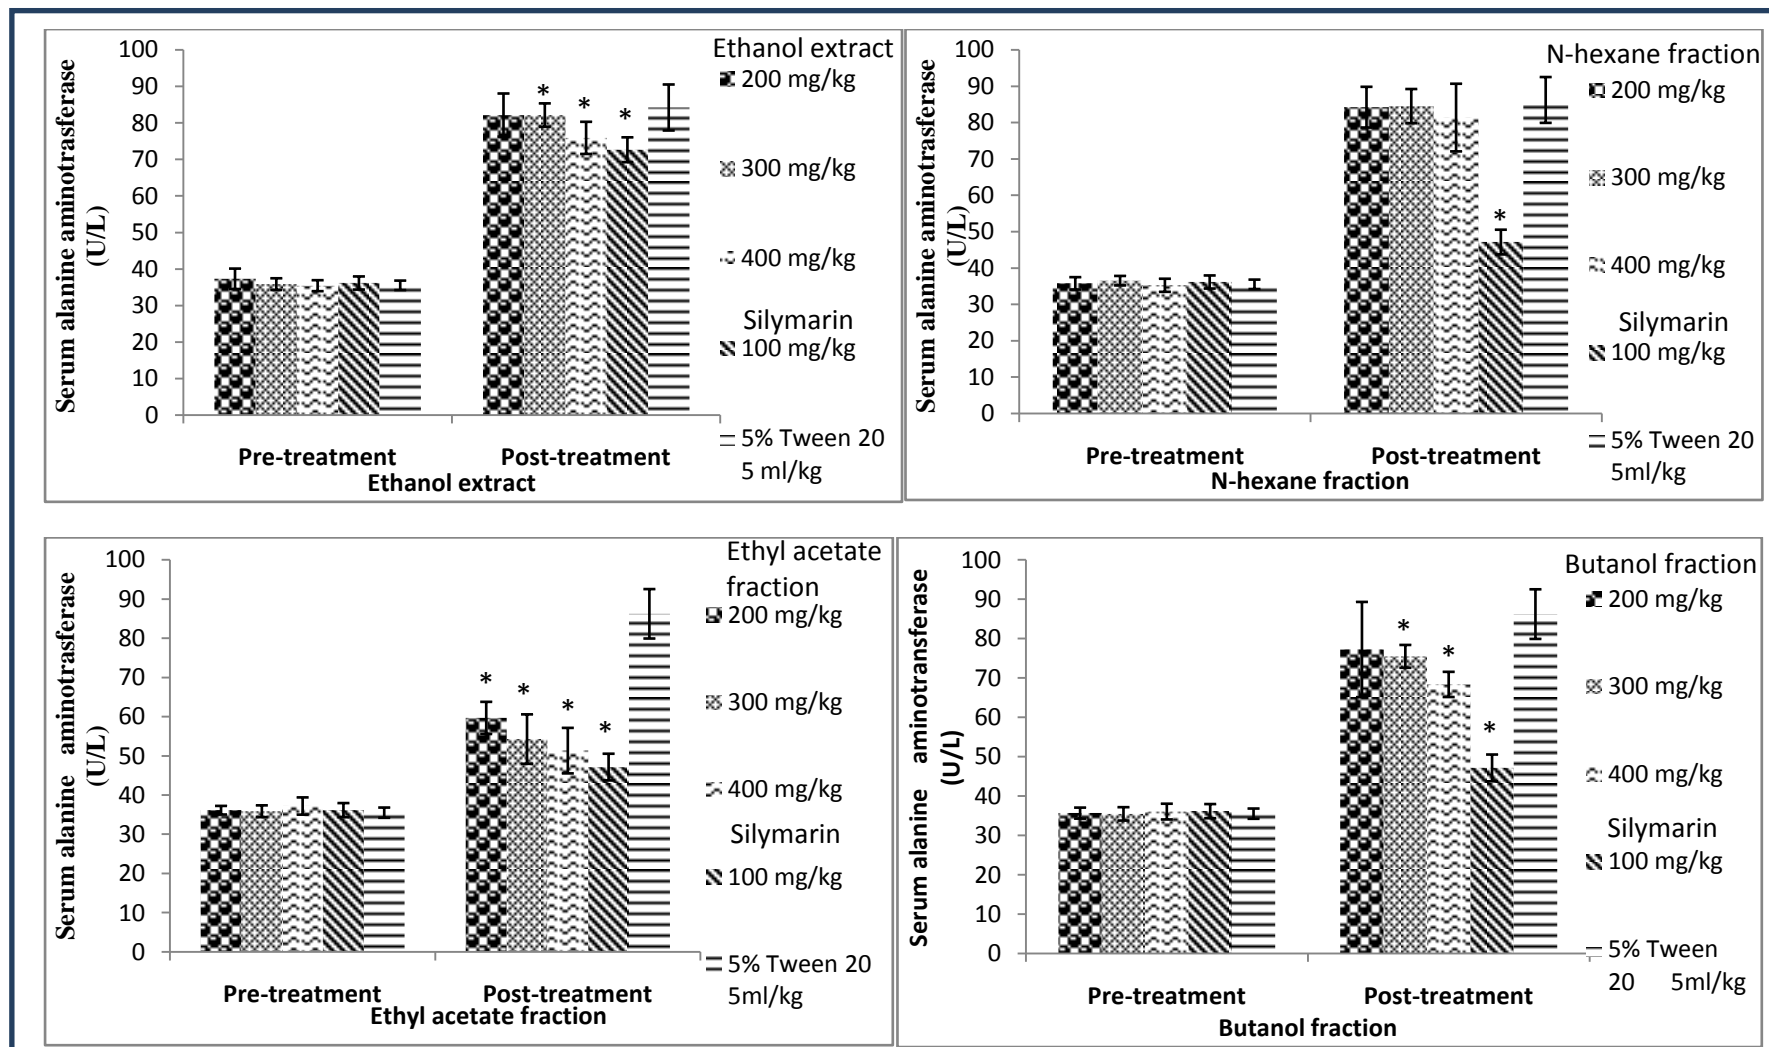 Serum alanine aminotrasferase
(U/L)
100
90
80
70
60
50
40
30
20
10
0
* * *
Pre-treatment Post-treatment
Ethanol extract
Ethanol extract
200 mg/kg
300 mg/kg
400 mg/kg
Silymarin
100 mg/kg
5% Tween 20
5 ml/kg
Serum alanine aminotrasferase
(U/L)
100
90
80
70
60
50
40
30
20
10
0
*
Pre-treatment Post-treatment
N-hexane fraction
N-hexane fraction
200 mg/kg
300 mg/kg
400 mg/kg
Silymarin
100 mg/kg
5% Tween 20
5ml/kg
Serum alanine aminotrasferase
(U/L)
100
90
80
70
60
50
40
30
20
10
0
* * * *
Pre-treatment Post-treatment
Ethyl acetate fraction
Ethyl acetate
fraction
200 mg/kg
300 mg/kg
400 mg/kg
Silymarin
100 mg/kg
5% Tween 20
5ml/kg
Serum alanine aminotransferase
(U/L)
100
90
80
70
60
50
40
30
20
10
0
* * *
Pre-treatment Post-treatment
Butanol fraction
Butanol fraction
200 mg/kg
300 mg/kg
400 mg/kg
Silymarin
100 mg/kg
5% Tween
20 5ml/kg